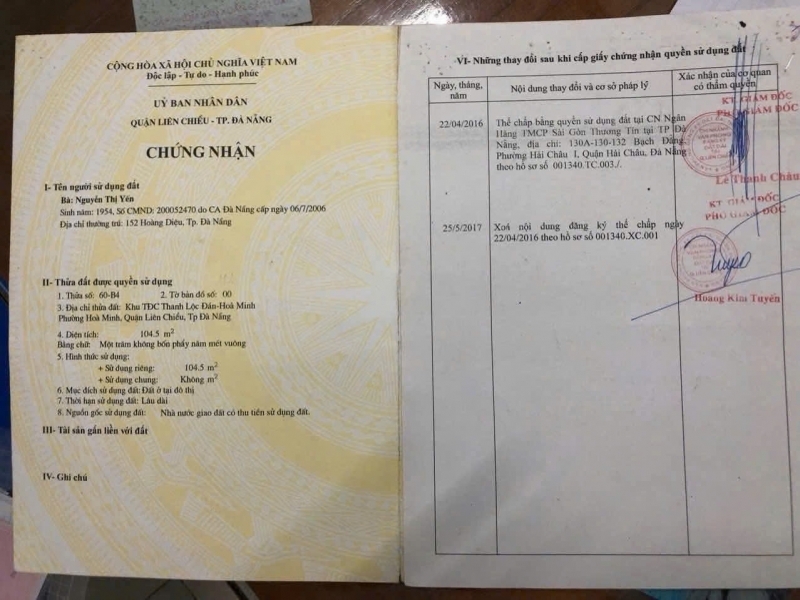 CỘNG HÒA XÃ HỘI CHỦ NGHĨA VIỆT NAM
Độc lập - Tự do - Hạnh phúc
UỶ BAN NHÂN DÂN
QUẬN LIÊN CHIỂU - TP. ĐÀ NẴNG
CHỨNG NHẬN
I- Tên người sử dụng đất
Bà: Nguyễn Thị Yến
Sinh năm: 1954, Số CMND: 200052470 do CA Đà Nẵng cấp ngày 06/7/2006
Địa chỉ thường trú: 152 Hoàng Diệu, Tp. Đà Nẵng
II- Thửa đất được quyền sử dụng
1. Thửa số: 60-B4 2. Tờ bản đồ số: 00
3. Địa chỉ thửa đất: Khu TĐC Thanh Lộc Đán-Hoà Minh
Phường Hoà Minh, Quận Liên Chiểu, Tp Đà Nẵng
4. Diện tích: 104.5 m²
Bằng chữ: Một trăm không bốn phẩy năm mét vuông
5. Hình thức sử dụng:
+ Sử dụng riêng: 104.5 m²
+ Sử dụng chung: Không m²
6. Mục đích sử dụng đất: Đất ở tại đô thị
7. Thời hạn sử dụng đất: Lâu dài
8. Nguồn gốc sử dụng đất: Nhà nước giao đất có thu tiền sử dụng đất.
III- Tài sản gắn liền với đất
IV- Ghi chú
VI- Những thay đổi sau khi cấp giấy chứng nhận quyền sử dụng đất
Ngày, tháng, năm
Nội dung thay đổi và cơ sở pháp lý
Xác nhận của cơ quan
có thẩm quyền
22/04/2016
Thế chấp bằng quyền sử dụng đất tại CN Ngân
Hàng TMCP Sài Gòn Thương Tín tại TP Đà
Nẵng, địa chỉ: 130A-130-132 Bạch Đằng,
Phường Hải Châu I, Quận Hải Châu, Đà Nẵng
theo hồ sơ số 001340.TC.003./.
KT. GIÁM ĐỐC
PHÓ GIÁM ĐỐC
Lê Thanh Châu
25/5/2017
Xoá nội dung đăng ký thế chấp ngày
22/04/2016 theo hồ sơ số 001340.XC.001
KT. GIÁM ĐỐC
PHÓ GIÁM ĐỐC
Hoàng Kim Tuyến